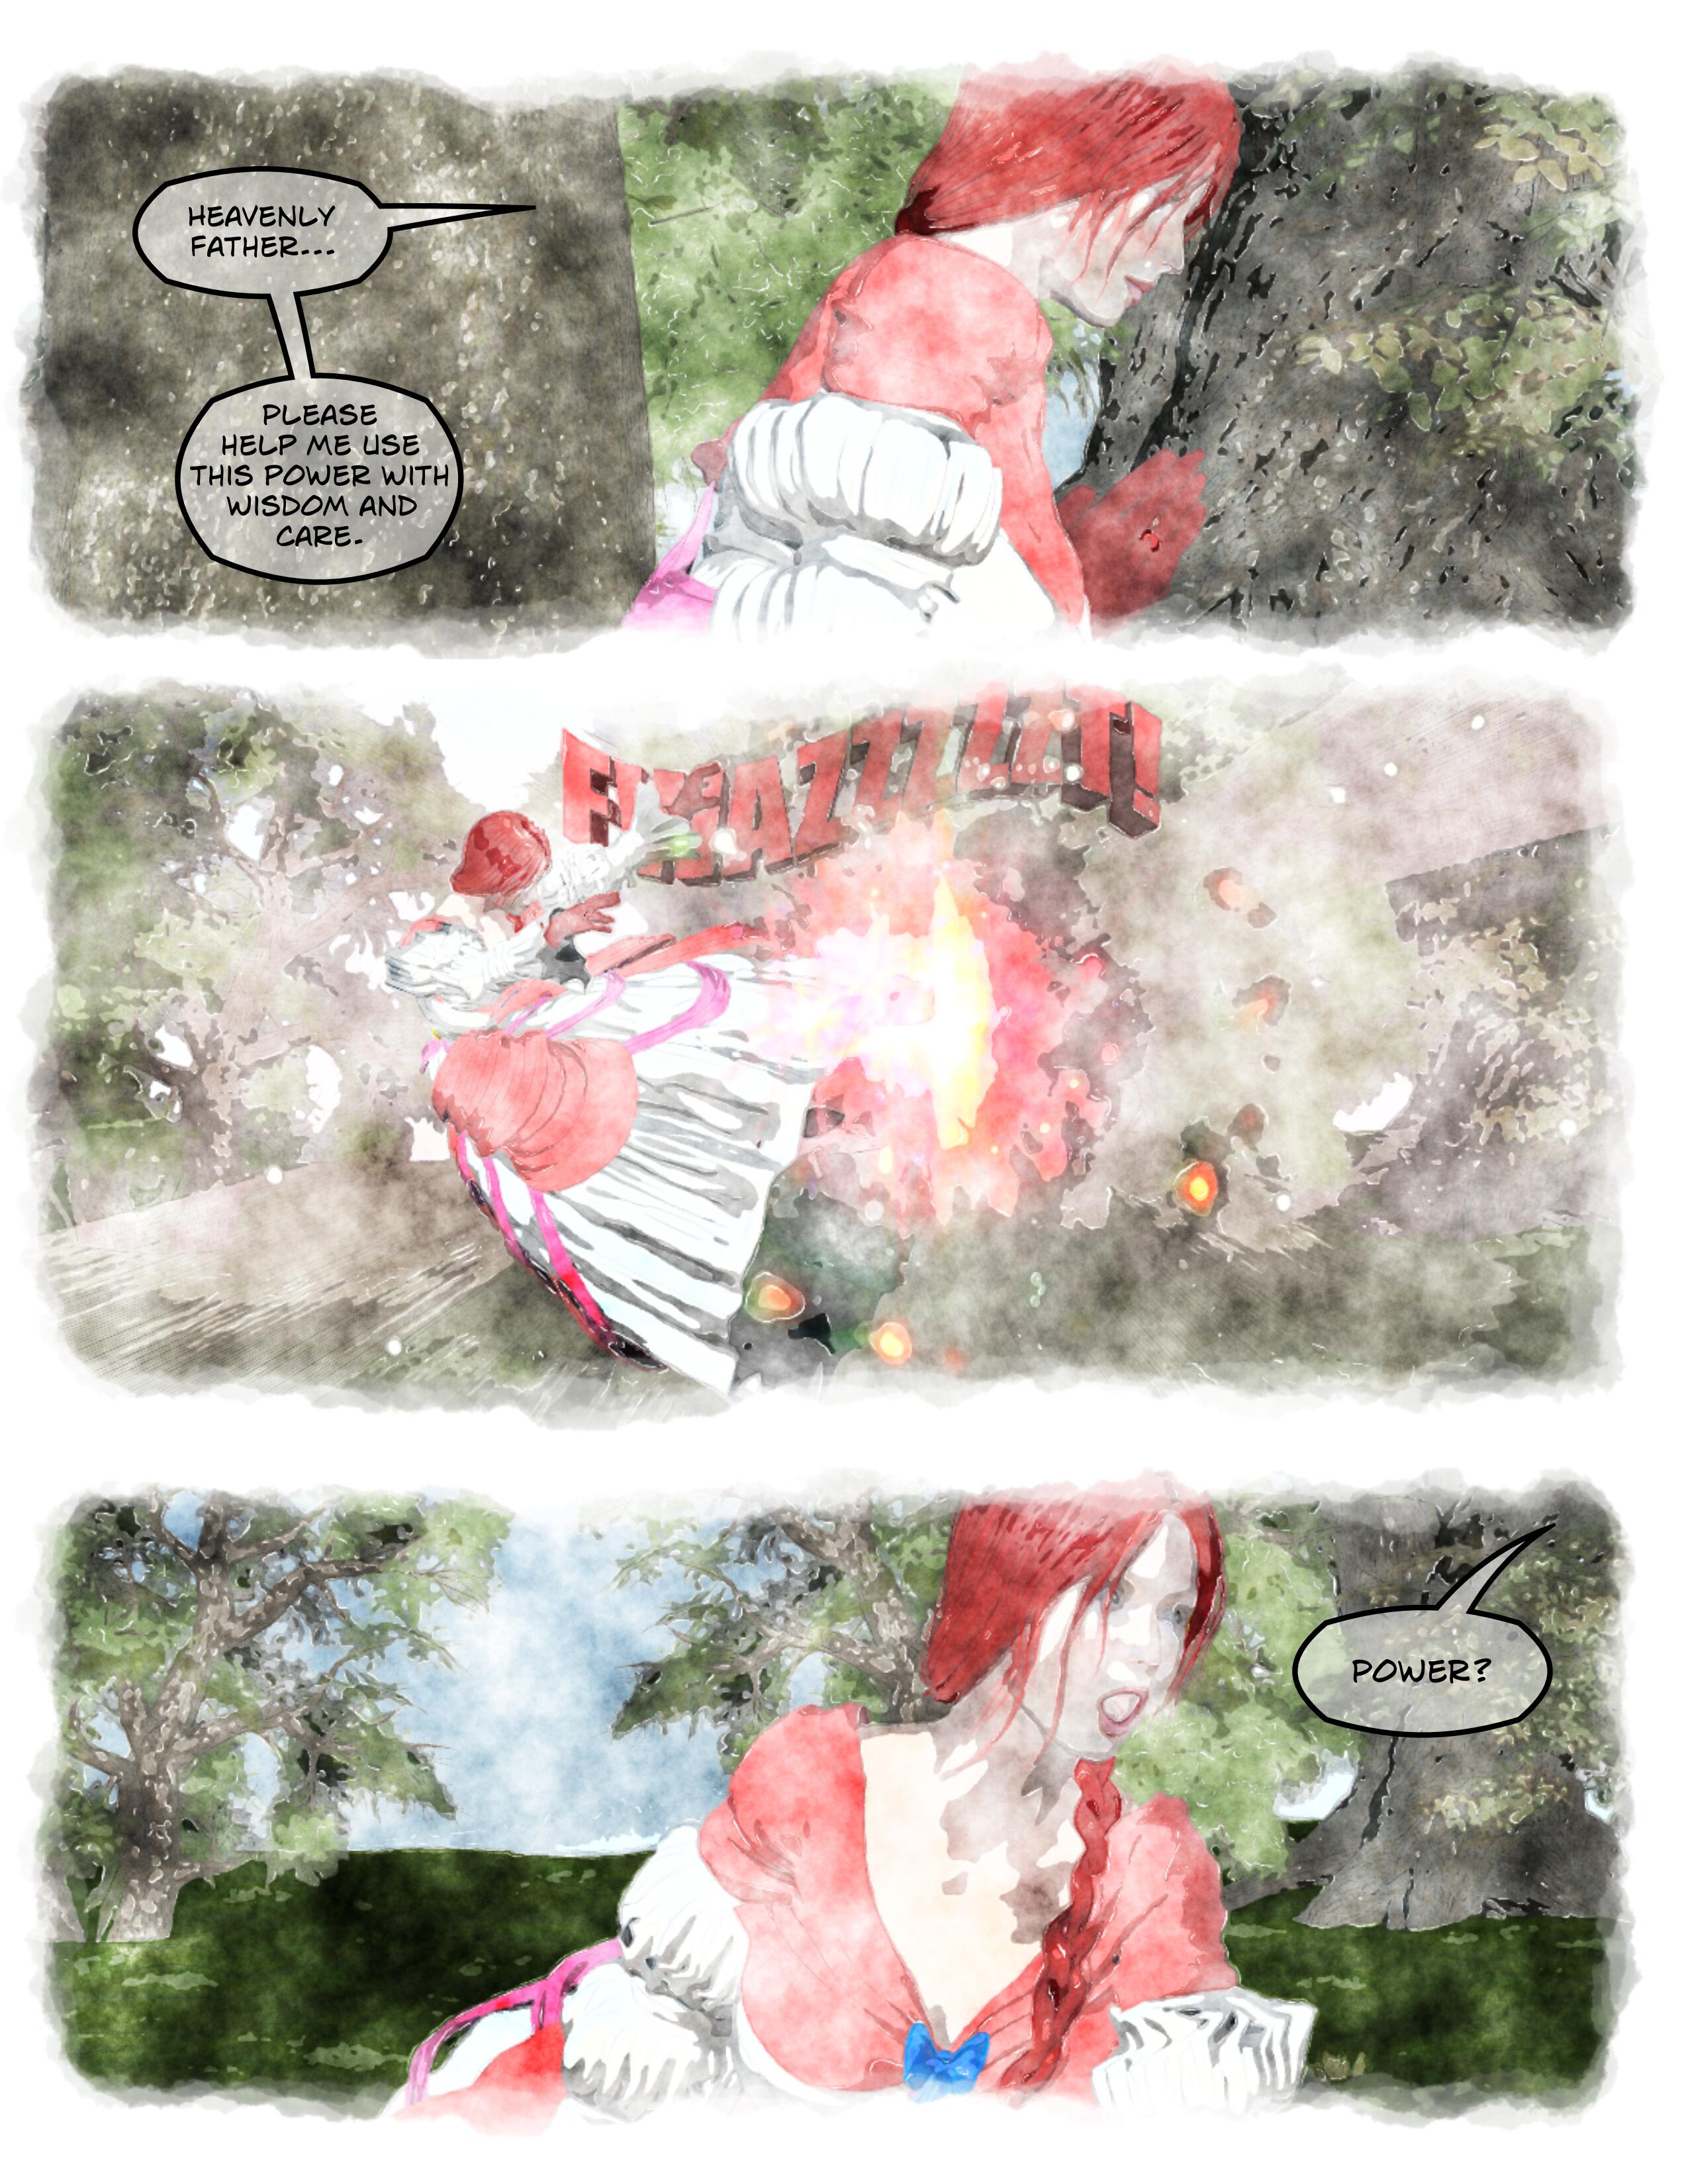 HEAVENLY
FATHER...
PLEASE
HELP ME USE
THIS POWER WITH
WISDOM AND
CARE.
POWER?